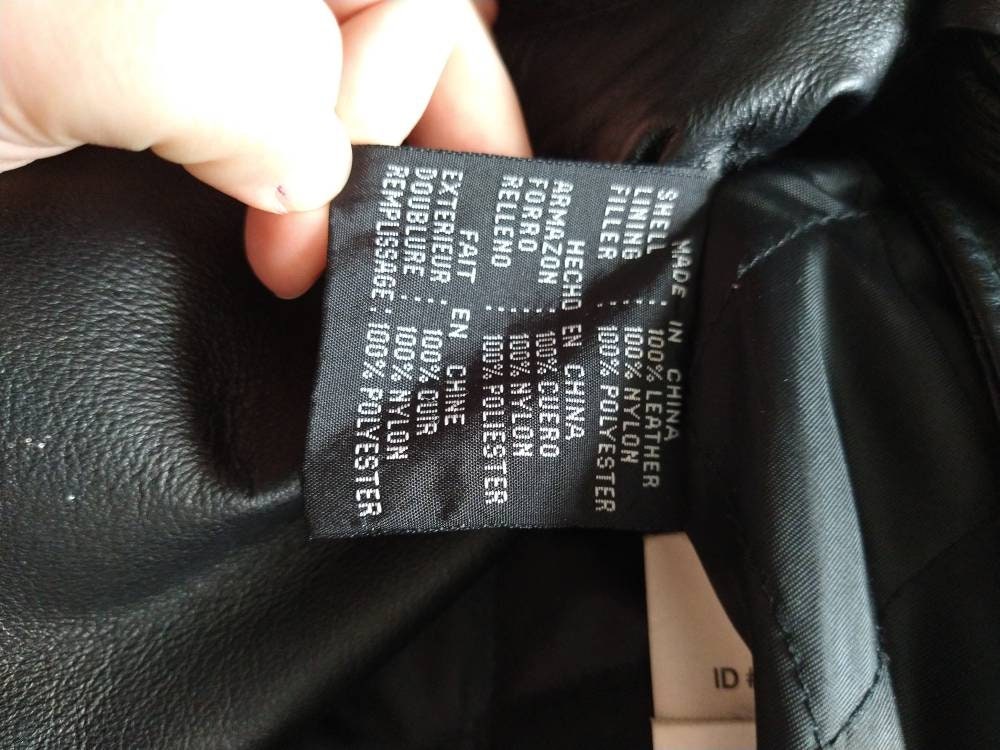 MADE IN CHINA
SHELL : 100% LEATHER
LINING : 100% NYLON
FILLER : 100% POLYESTER
HECHO EN CHINA
ARMAZON : 100% CUERO
FORRO : 100% NYLON
RELLENO : 100% POLIESTER
FAIT EN CHINE
EXTERIEUR : 100% CUIR
DOUBLURE : 100% NYLON
REMPLISAGE : 100% POLYESTER
ID #